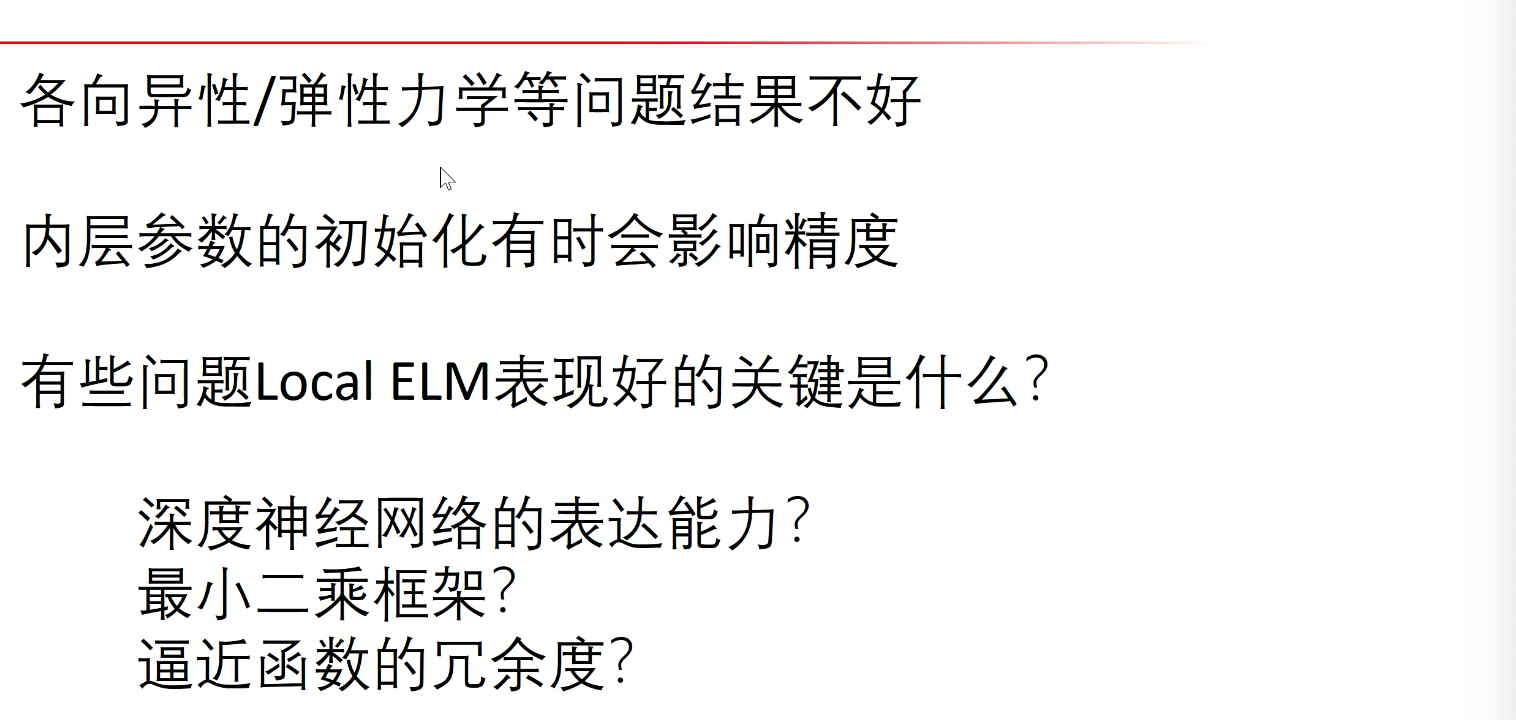 各向异性/弹性力学等问题结果不好
内层参数的初始化有时会影响精度
有些问题Local ELM表现好的关键是什么？
深度神经网络的表达能力？
最小二乘框架？
逼近函数的冗余度？